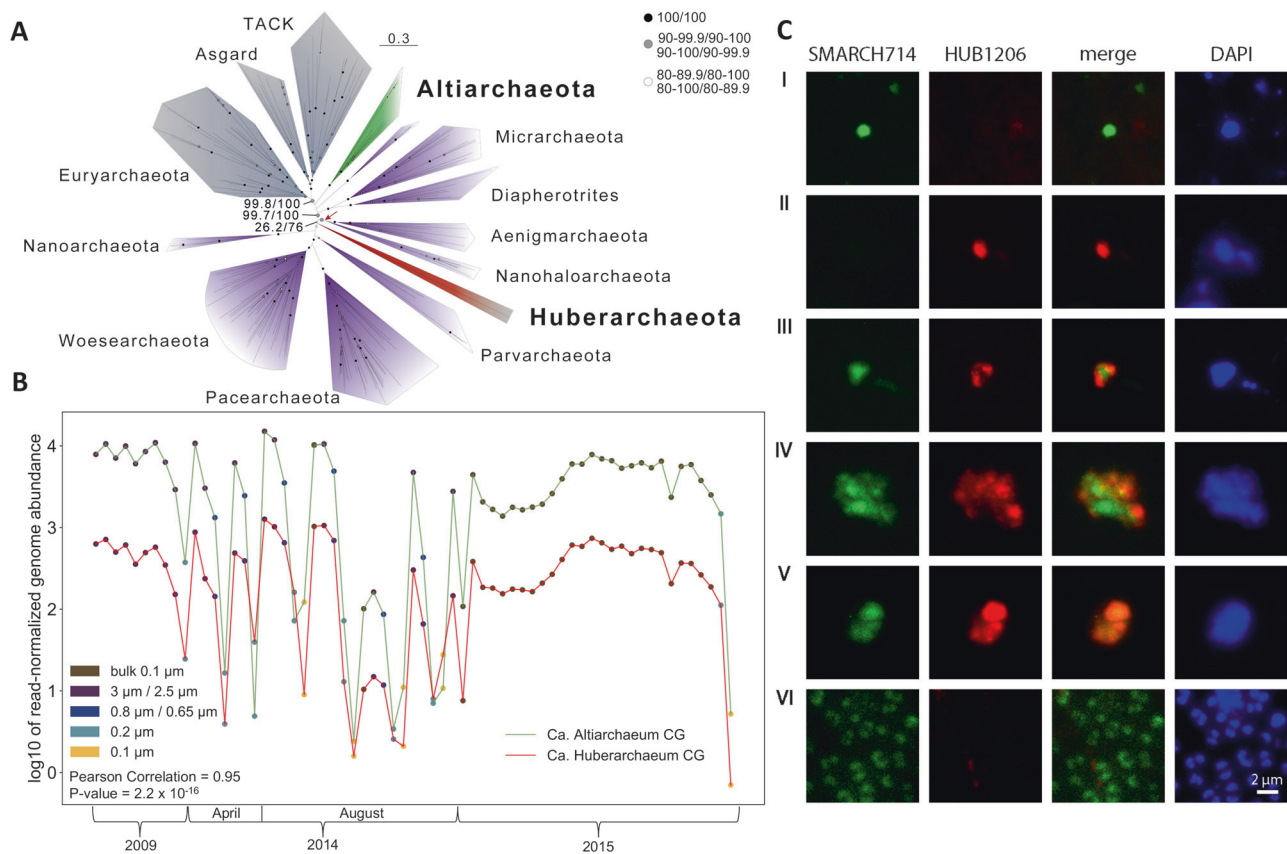 A
TACK
Asgard
0.3
100/100
90-99.9/90-100
90-100/90-99.9
80-89.9/80-100
80-100/80-89.9
Altiarchaeota
Micrarchaeota
Euryarchaeota
Diapherotrites
99.8/100
99.7/100
26.2/76
Aenigmarchaeota
Nanoarchaeota
Nanohaloarchaeota
Huberarchaeota
Woesearchaeota
Parvarchaeota
Pacearchaeota
B
log10 of read-normalized genome abundance
4
3
2
1
0
bulk 0.1 µm
3 µm / 2.5 µm
0.8 µm / 0.65 µm
0.2 µm
0.1 µm
Pearson Correlation = 0.95
P-value = 2.2 x 10-16
Ca. Altiarchaeum CG
Ca. Huberarchaeum CG
April
August
2009
2014
2015
C
SMARCH714
HUB1206
merge
DAPI
I
II
III
IV
V
VI
2 µm